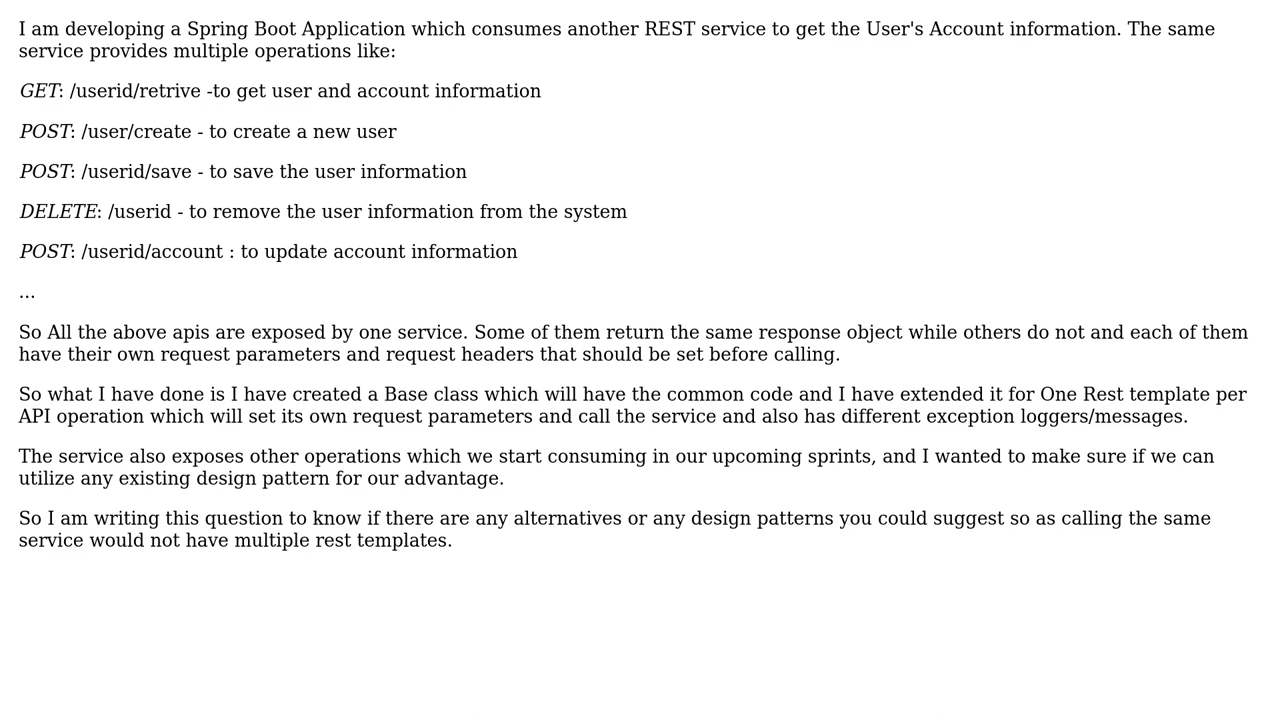 I am developing a Spring Boot Application which consumes another REST service to get the User's Account information. The same
service provides multiple operations like:
GET: /userid/retrive -to get user and account information
POST: /user/create - to create a new user
POST: /userid/save - to save the user information
DELETE: /userid - to remove the user information from the system
POST: /userid/account : to update account information
...
So All the above apis are exposed by one service. Some of them return the same response object while others do not and each of them
have their own request parameters and request headers that should be set before calling.
So what I have done is I have created a Base class which will have the common code and I have extended it for One Rest template per
API operation which will set its own request parameters and call the service and also has different exception loggers/messages.
The service also exposes other operations which we start consuming in our upcoming sprints, and I wanted to make sure if we can
utilize any existing design pattern for our advantage.
So I am writing this question to know if there are any alternatives or any design patterns you could suggest so as calling the same
service would not have multiple rest templates.